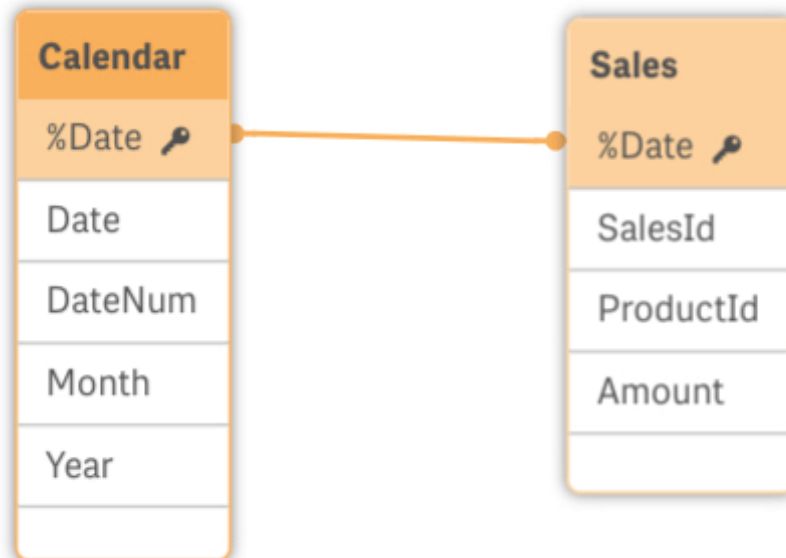 Calendar
%Date
Date
DateNum
Month
Year
Sales
%Date
SalesId
ProductId
Amount